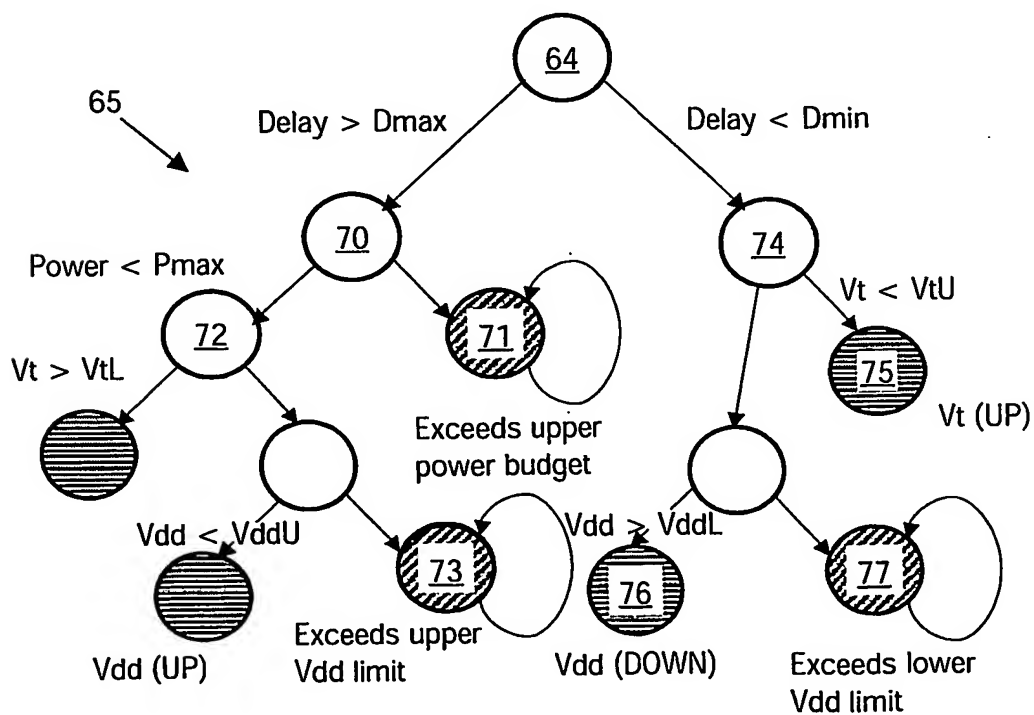 64
65
Delay > Dmax
Delay < Dmin
70
74
Power < Pmax
Vt < VtU
72
71
75
Vt > VtL
Vt (UP)
Exceeds upper
power budget
Vdd < VddU
Vdd > VddL
73
76
77
Vdd (UP)
Exceeds upper
Vdd limit
Vdd (DOWN)
Exceeds lower
Vdd limit